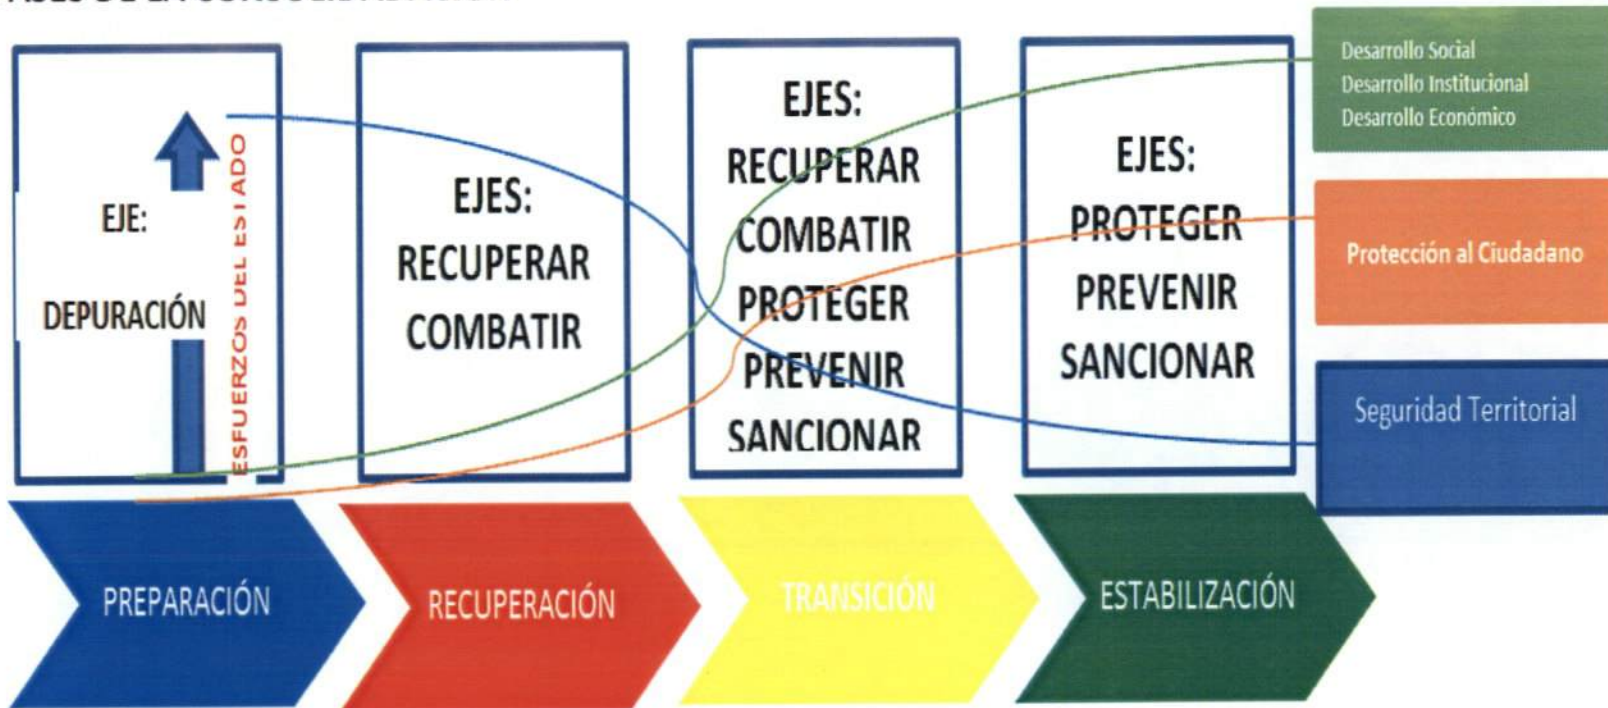 EJE:
DEPURACIÓN
ESFUERZOS DEL ESTADO
EJES:
RECUPERAR
COMBATIR
EJES:
RECUPERAR
COMBATIR
PROTEGER
PREVENIR
SANCIONAR
EJES:
PROTEGER
PREVENIR
SANCIONAR
Desarrollo Social
Desarrollo Institucional
Desarrollo Económico
Protección al Ciudadano
Seguridad Territorial
PREPARACIÓN
RECUPERACIÓN
TRANSICIÓN
ESTABILIZACIÓN